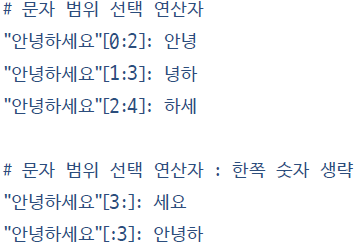 # 문자 범위 선택 연산자
"안녕하세요"[0:2]: 안녕
"안녕하세요"[1:3]: 녕하
"안녕하세요"[2:4]: 하세
# 문자 범위 선택 연산자 : 한쪽 숫자 생략
"안녕하세요"[3:]: 세요
"안녕하세요"[:3]: 안녕하